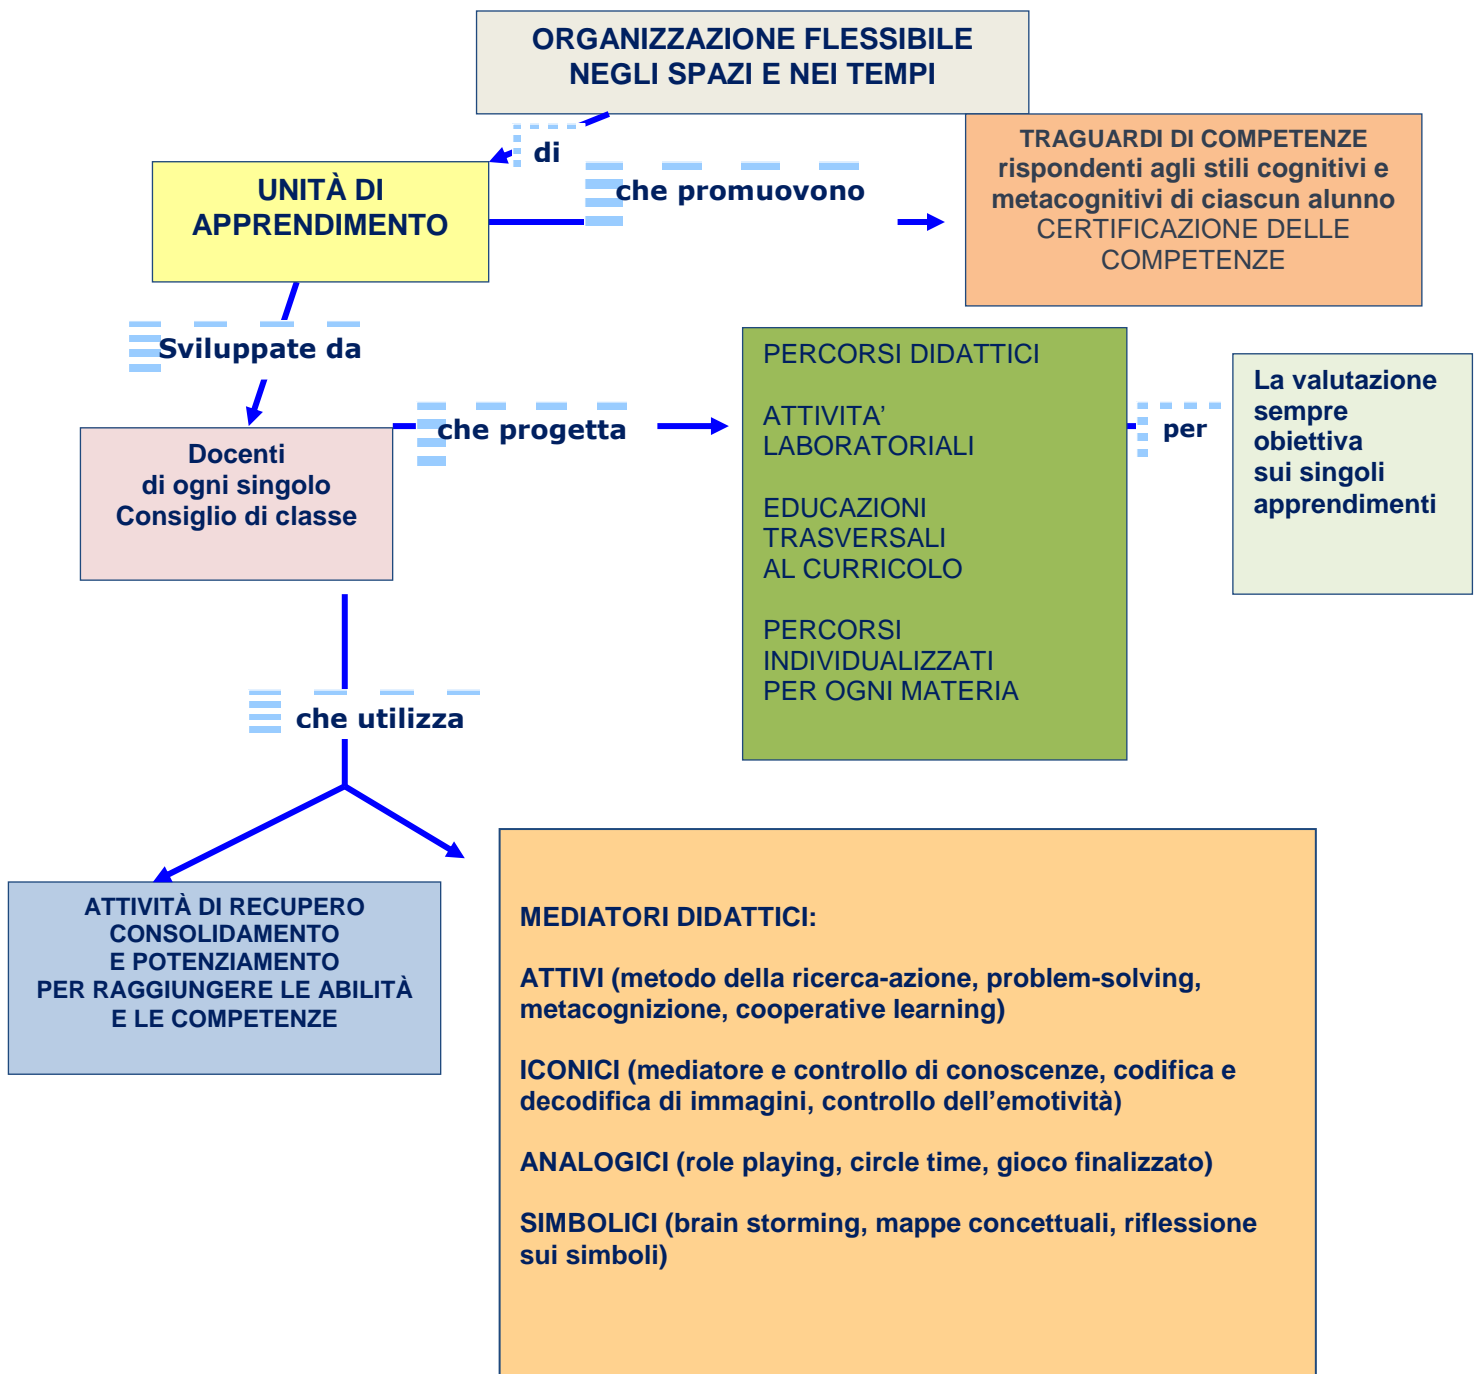 ORGANIZZAZIONE FLESSIBILE
NEGLI SPAZI E NEI TEMPI
di
UNITÀ DI
APPRENDIMENTO
che promuovono
TRAGUARDI DI COMPETENZE
rispondenti agli stili cognitivi e
metacognitivi di ciascun alunno
CERTIFICAZIONE DELLE
COMPETENZE
Sviluppate da
Docenti
di ogni singolo
Consiglio di classe
che progetta
PERCORSI DIDATTICI
ATTIVITA’
LABORATORIALI
EDUCAZIONI
TRASVERSALI
AL CURRICOLO
PERCORSI
INDIVIDUALIZZATI
PER OGNI MATERIA
per
La valutazione
sempre
obiettiva
sui singoli
apprendimenti
che utilizza
ATTIVITÀ DI RECUPERO
CONSOLIDAMENTO
E POTENZIAMENTO
PER RAGGIUNGERE LE ABILITÀ
E LE COMPETENZE
MEDIATORI DIDATTICI:
ATTIVI (metodo della ricerca-azione, problem-solving,
metacognizione, cooperative learning)
ICONICI (mediatore e controllo di conoscenze, codifica e
decodifica di immagini, controllo dell’emotività)
ANALOGICI (role playing, circle time, gioco finalizzato)
SIMBOLICI (brain storming, mappe concettuali, riflessione
sui simboli)